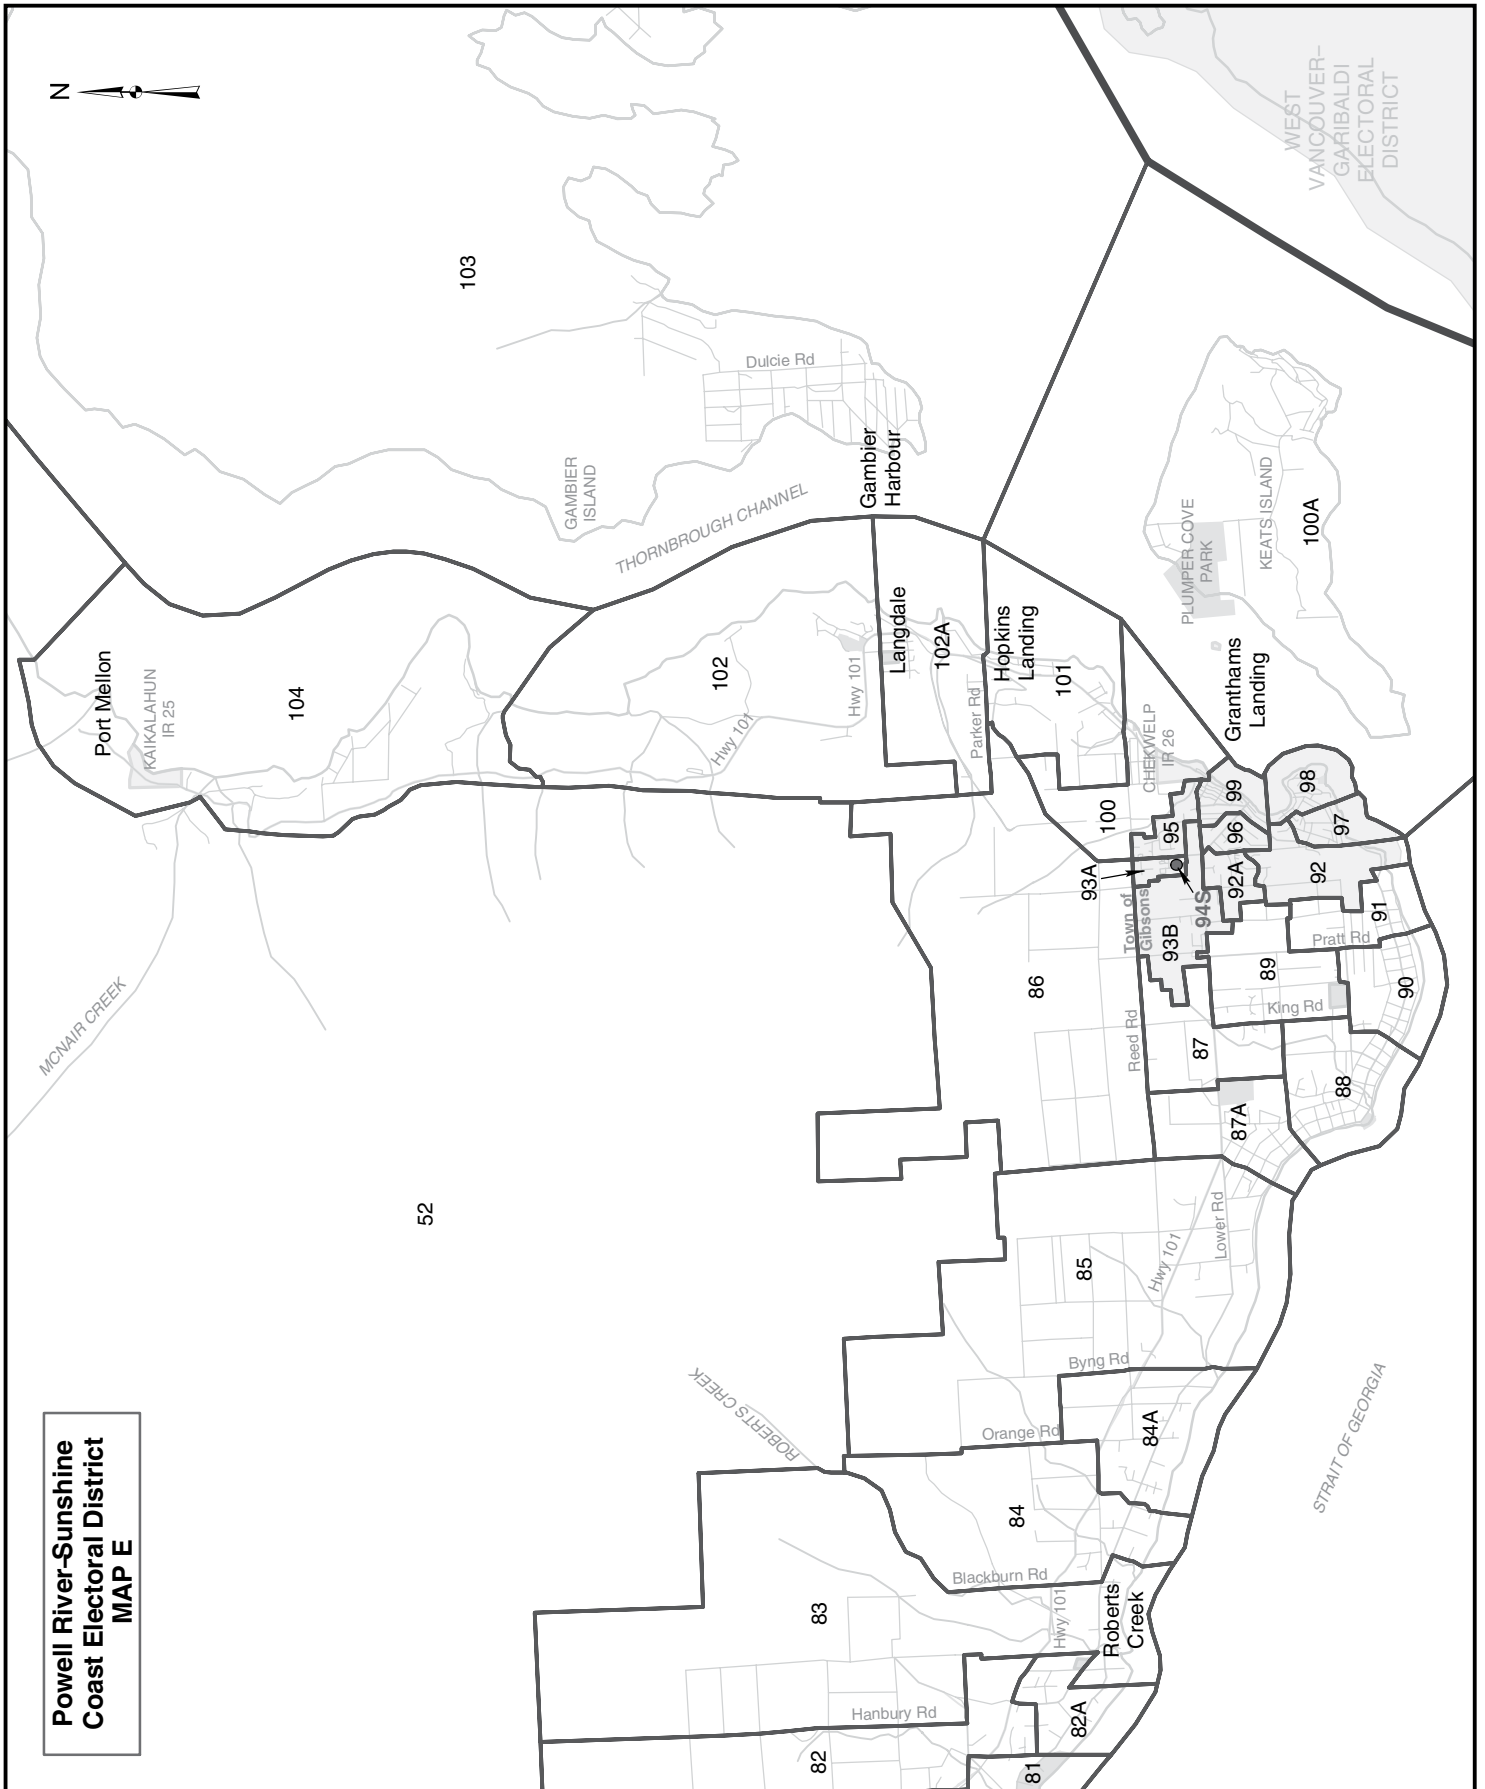 Powell River–Sunshine
Coast Electoral District
MAP E
N
WEST
VANCOUVER–
GARIBALDI
ELECTORAL
DISTRICT
103
Dulcie Rd
GAMBIER
ISLAND
THORNBROUGH CHANNEL
Gambier
Harbour
PLUMPER COVE
PARK
KEATS ISLAND
100A
Port Mellon
KAIKALAHUN
IR 25
104
102
Hwy 101
Hwy 101
Langdale
102A
Parker Rd
Hopkins
Landing
101
CHEKWELP
IR 26
Granthams
Landing
100
99
98
97
96
95
93A
92A
92
91
Town of
Gibsons
94S
93B
Pratt Rd
89
90
King Rd
86
Reed Rd
87
88
87A
MCNAIR CREEK
52
Lower Rd
Hwy 101
85
Byng Rd
ROBERTS CREEK
Orange Rd
84A
STRAIT OF GEORGIA
84
Blackburn Rd
83
Hwy 101
Roberts
Creek
Hanbury Rd
82A
82
81